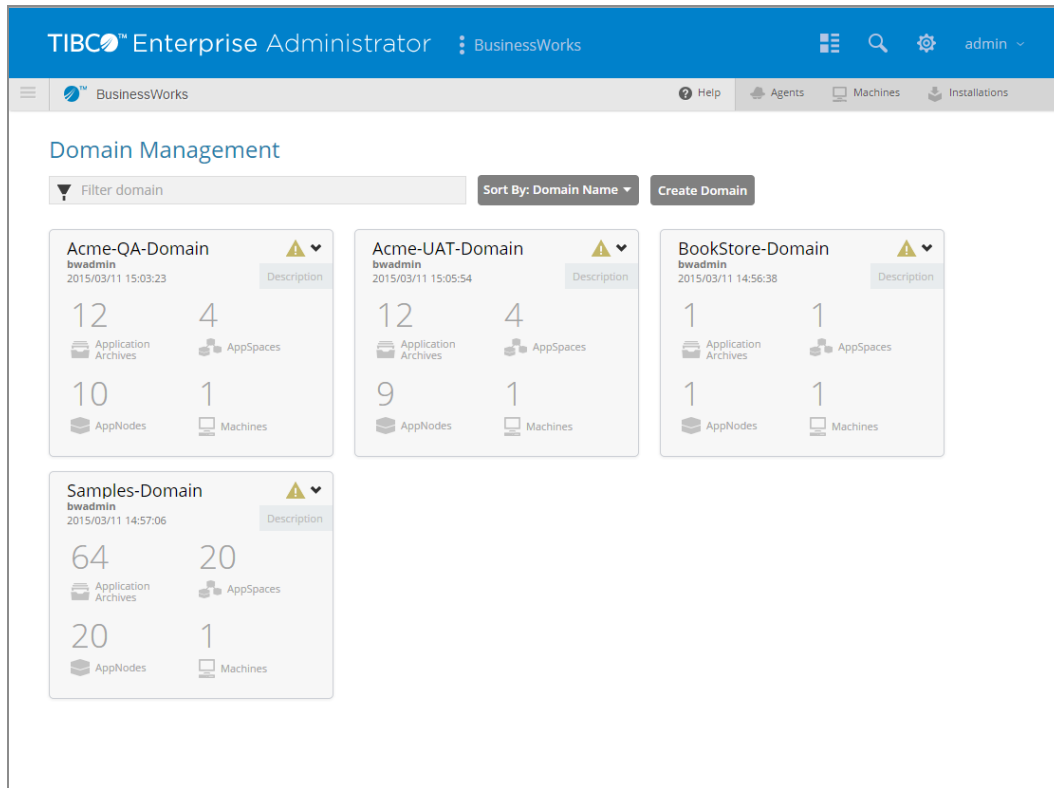 TIBCO™ Enterprise Administrator BusinessWorks admin
™ BusinessWorks Help Agents Machines Installations
Domain Management
Filter domain Sort By: Domain Name Create Domain
Acme-QA-Domain
bwadmin
2015/03/11 15:03:23 Description
12 4
Application Archives AppSpaces
10 1
AppNodes Machines
Acme-UAT-Domain
bwadmin
2015/03/11 15:05:54 Description
12 4
Application Archives AppSpaces
9 1
AppNodes Machines
BookStore-Domain
bwadmin
2015/03/11 14:56:38 Description
1 1
Application Archives AppSpaces
1 1
AppNodes Machines
Samples-Domain
bwadmin
2015/03/11 14:57:06 Description
64 20
Application Archives AppSpaces
20 1
AppNodes Machines